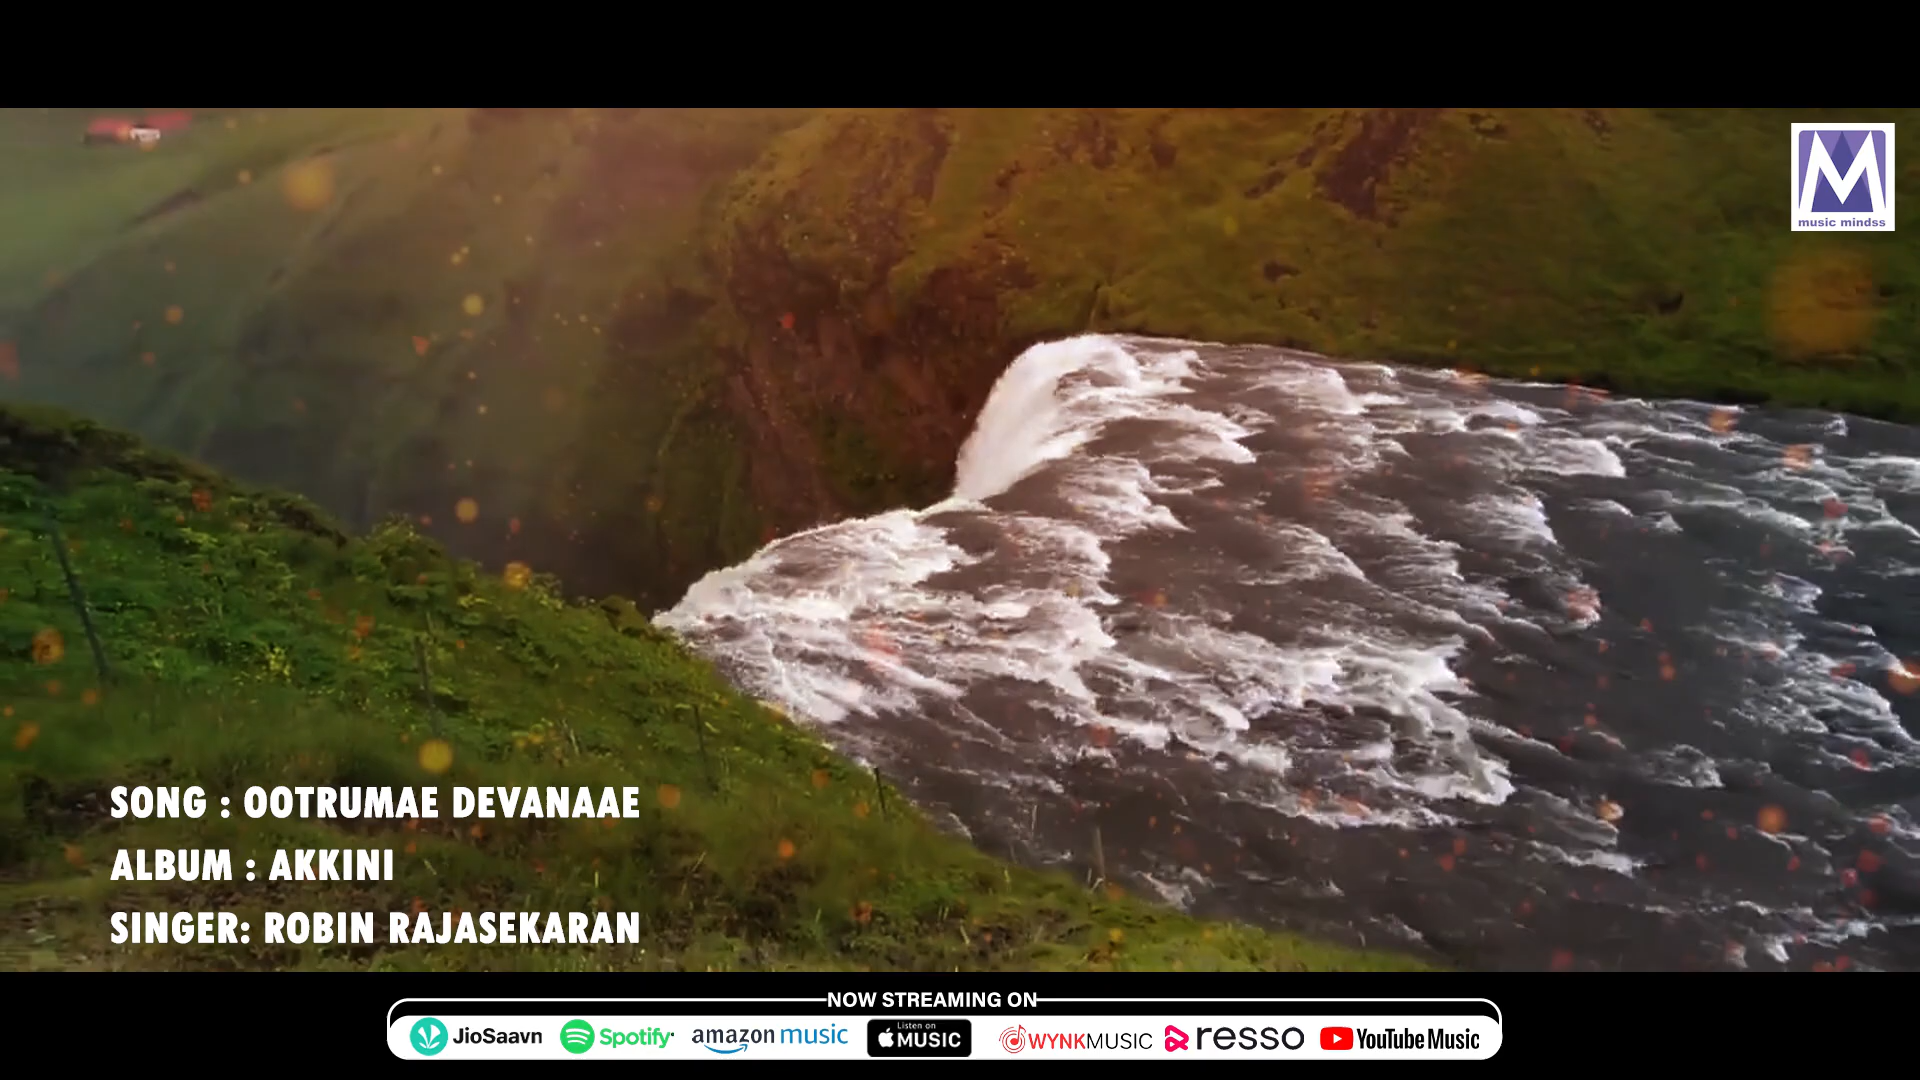 M
music mindss
SONG : OOTRUMAE DEVANAAE
ALBUM : AKKINI
SINGER: ROBIN RAJASEKARAN
NOW STREAMING ON
JioSaavn Spotify amazon music Listen on MUSIC WYNKMUSIC resso YouTube Music